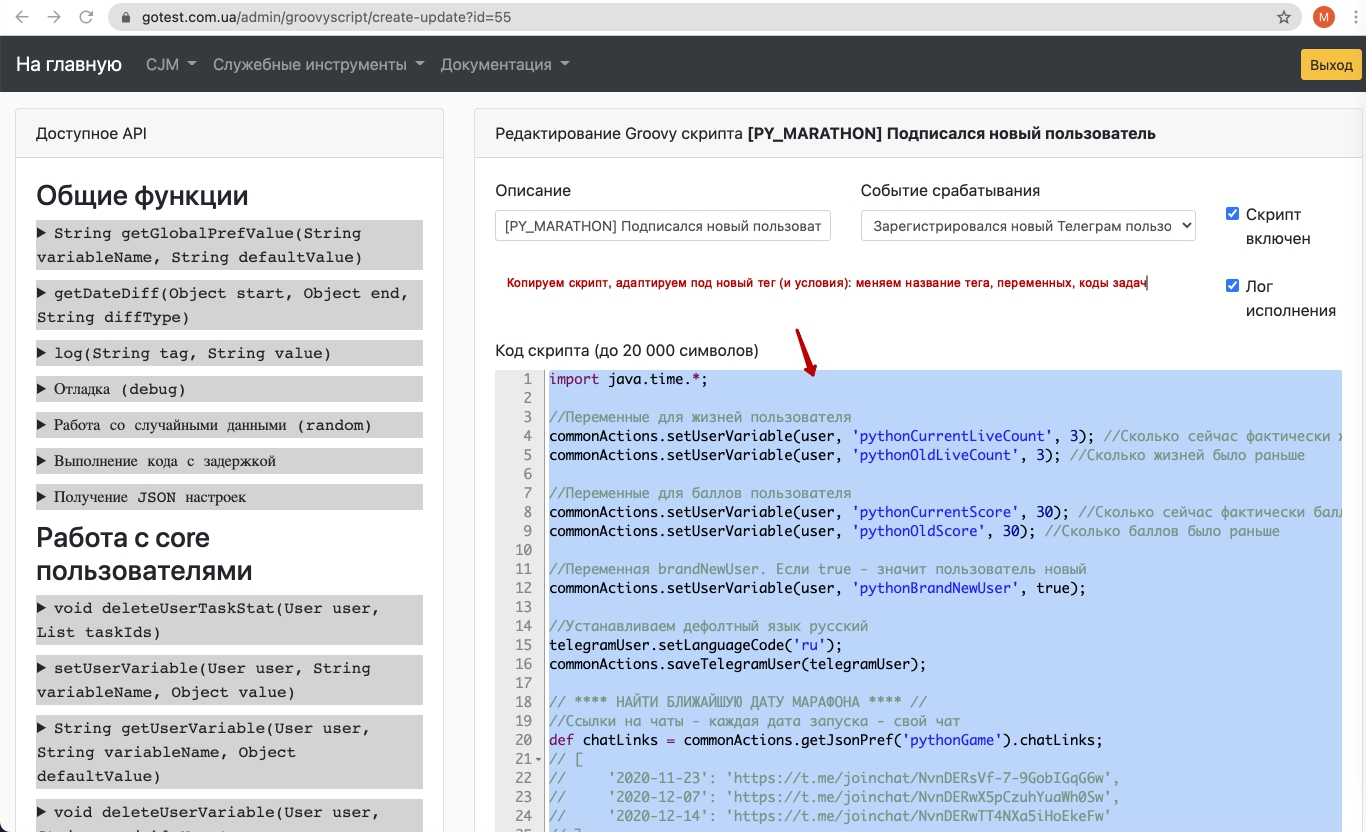 gotest.com.ua/admin/groovyscript/create-update?id=55
M
На главную
CJM
Служебные инструменты
Документация
Выход
Доступное API
Общие функции
String getGlobalPrefValue(String
variableName, String defaultValue)
getDateDiff(Object start, Object end,
String diffType)
log(String tag, String value)
Отладка (debug)
Работа со случайными данными (random)
Выполнение кода с задержкой
Получение JSON настроек
Работа с core
пользователями
void deleteUserTaskStat(User user,
List taskIds)
setUserVariable(User user, String
variableName, Object value)
String getUserVariable(User user,
String variableName, Object
defaultValue)
void deleteUserVariable(User user,
Редактирование Groovy скрипта [PY_MARATHON] Подписался новый пользователь
Описание
[PY_MARATHON] Подписался новый пользоват
Событие срабатывания
Зарегистрировался новый Телеграм пользо
Скрипт
включен
Лог
исполнения
Копируем скрипт, адаптируем под новый тег (и условия): меняем название тега, переменных, коды задач
Код скрипта (до 20 000 символов)
1 import java.time.*;
2
3 //Переменные для жизней пользователя
4 commonActions.setUserVariable(user, 'pythonCurrentLiveCount', 3); //Сколько сейчас фактически
5 commonActions.setUserVariable(user, 'pythonOldLiveCount', 3); //Сколько жизней было раньше
6
7 //Переменные для баллов пользователя
8 commonActions.setUserVariable(user, 'pythonCurrentScore', 30); //Сколько сейчас фактически бал
9 commonActions.setUserVariable(user, 'pythonOldScore', 30); //Сколько баллов было раньше
10
11 //Переменная brandNewUser. Если true - значит пользователь новый
12 commonActions.setUserVariable(user, 'pythonBrandNewUser', true);
13
14 //Устанавливаем дефолтный язык русский
15 telegramUser.setLanguageCode('ru');
16 commonActions.saveTelegramUser(telegramUser);
17
18 // **** НАЙТИ БЛИЖАЙШУЮ ДАТУ МАРАФОНА **** //
19 //Ссылки на чаты - каждая дата запуска - свой чат
20 def chatLinks = commonActions.getJsonPref('pythonGame').chatLinks;
21 // [
22 // '2020-11-23': 'https://t.me/joinchat/NvnDERsVf-7-9GobIGqG6w',
23 // '2020-12-07': 'https://t.me/joinchat/NvnDERwX5pCzuhYuaWh0Sw',
24 // '2020-12-14': 'https://t.me/joinchat/NvnDERwTT4NXa5iHoEkeFw'